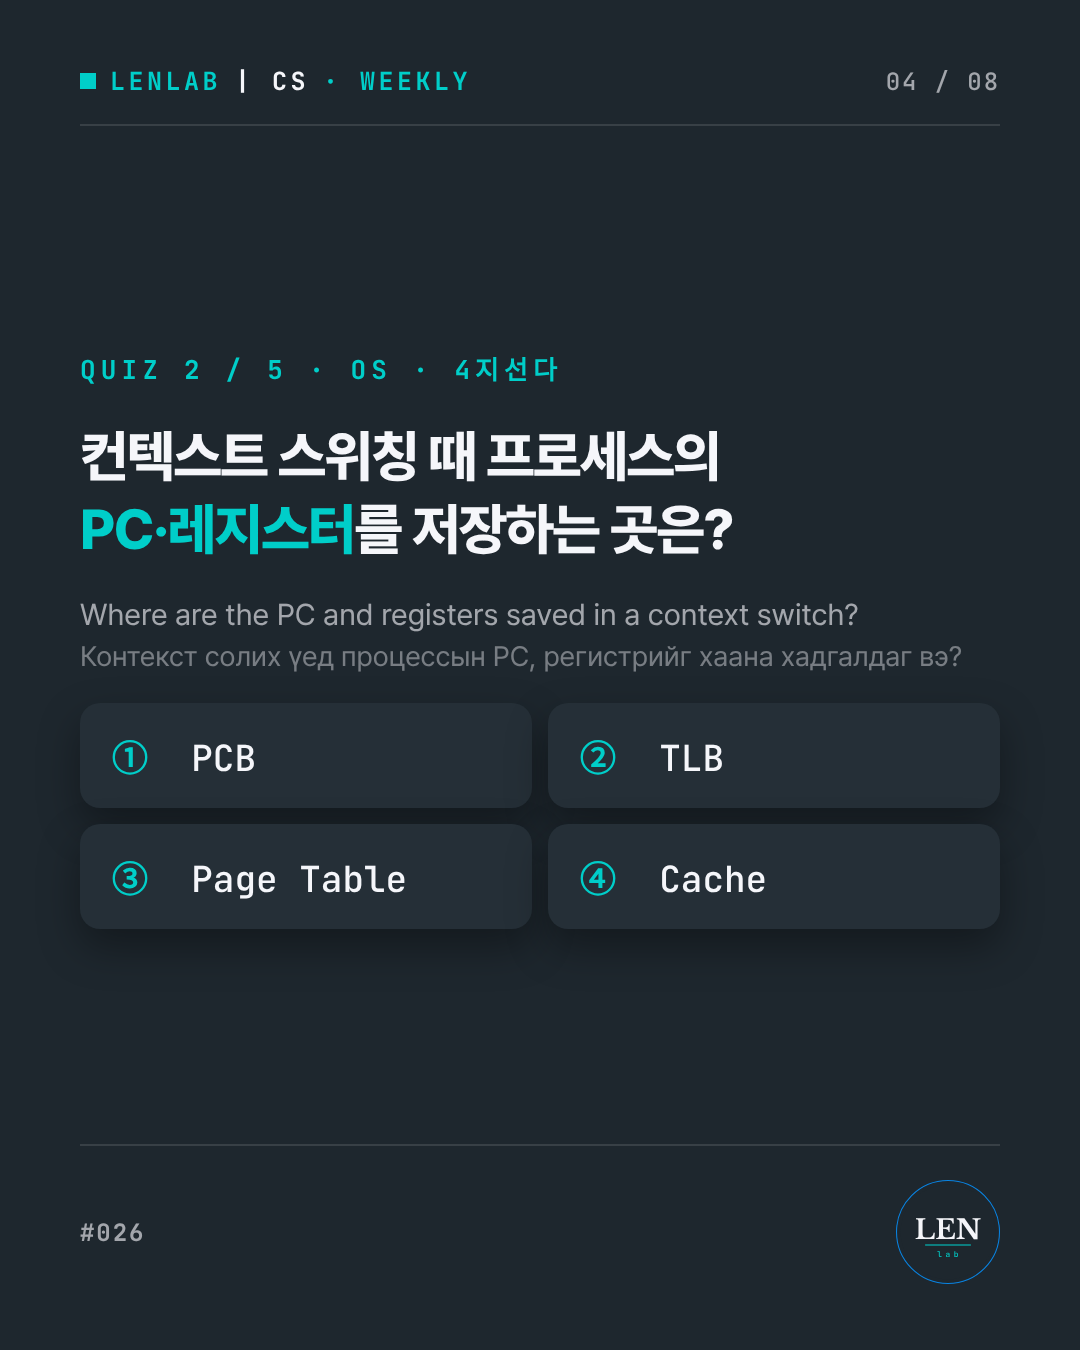 LENLAB | CS · WEEKLY
04 / 08
QUIZ 2 / 5 · OS · 4지선다
컨텍스트 스위칭 때 프로세스의
PC·레지스터를 저장하는 곳은?
Where are the PC and registers saved in a context switch?
Контекст солих үед процессын PC, регистрийг хаана хадгалдаг вэ?
① PCB
② TLB
③ Page Table
④ Cache
#026
LEN
lab